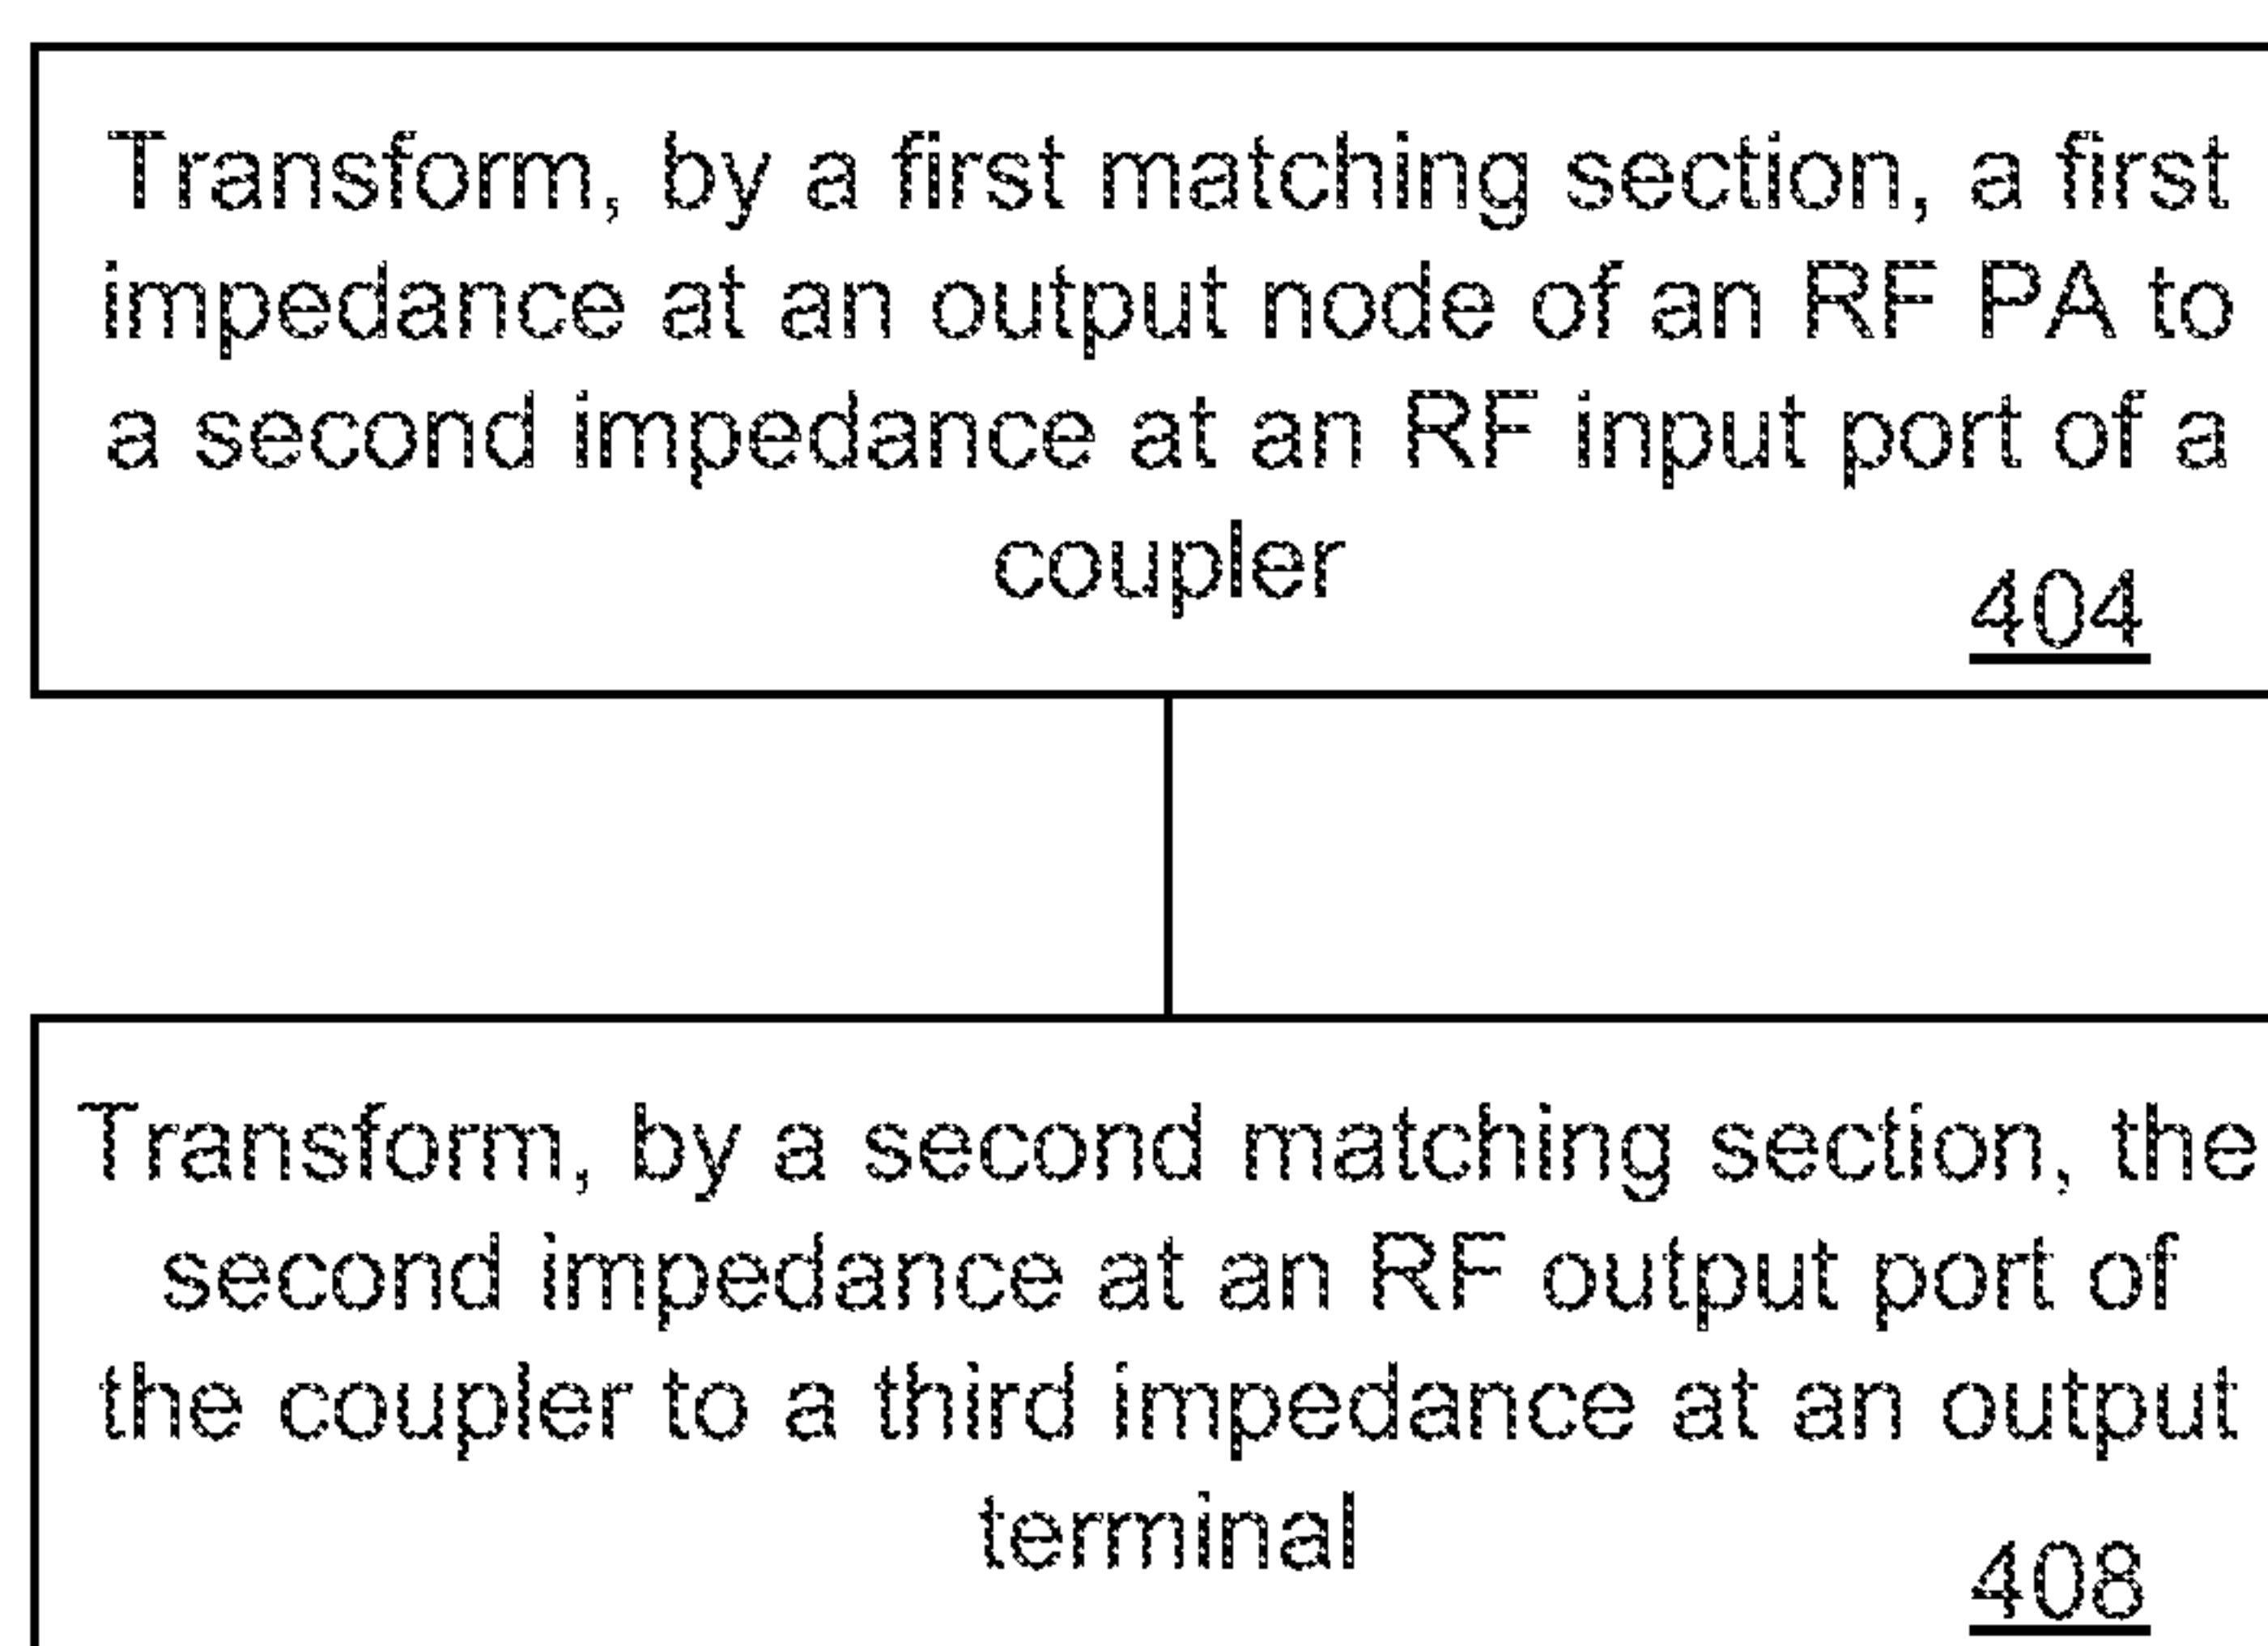 Transform, by a first matching section, a first
impedance at an output node of an RF PA to
a second impedance at an RF input port of a
coupler
404
Transform, by a second matching section, the
second impedance at an RF output port of
the coupler to a third impedance at an output
terminal
408